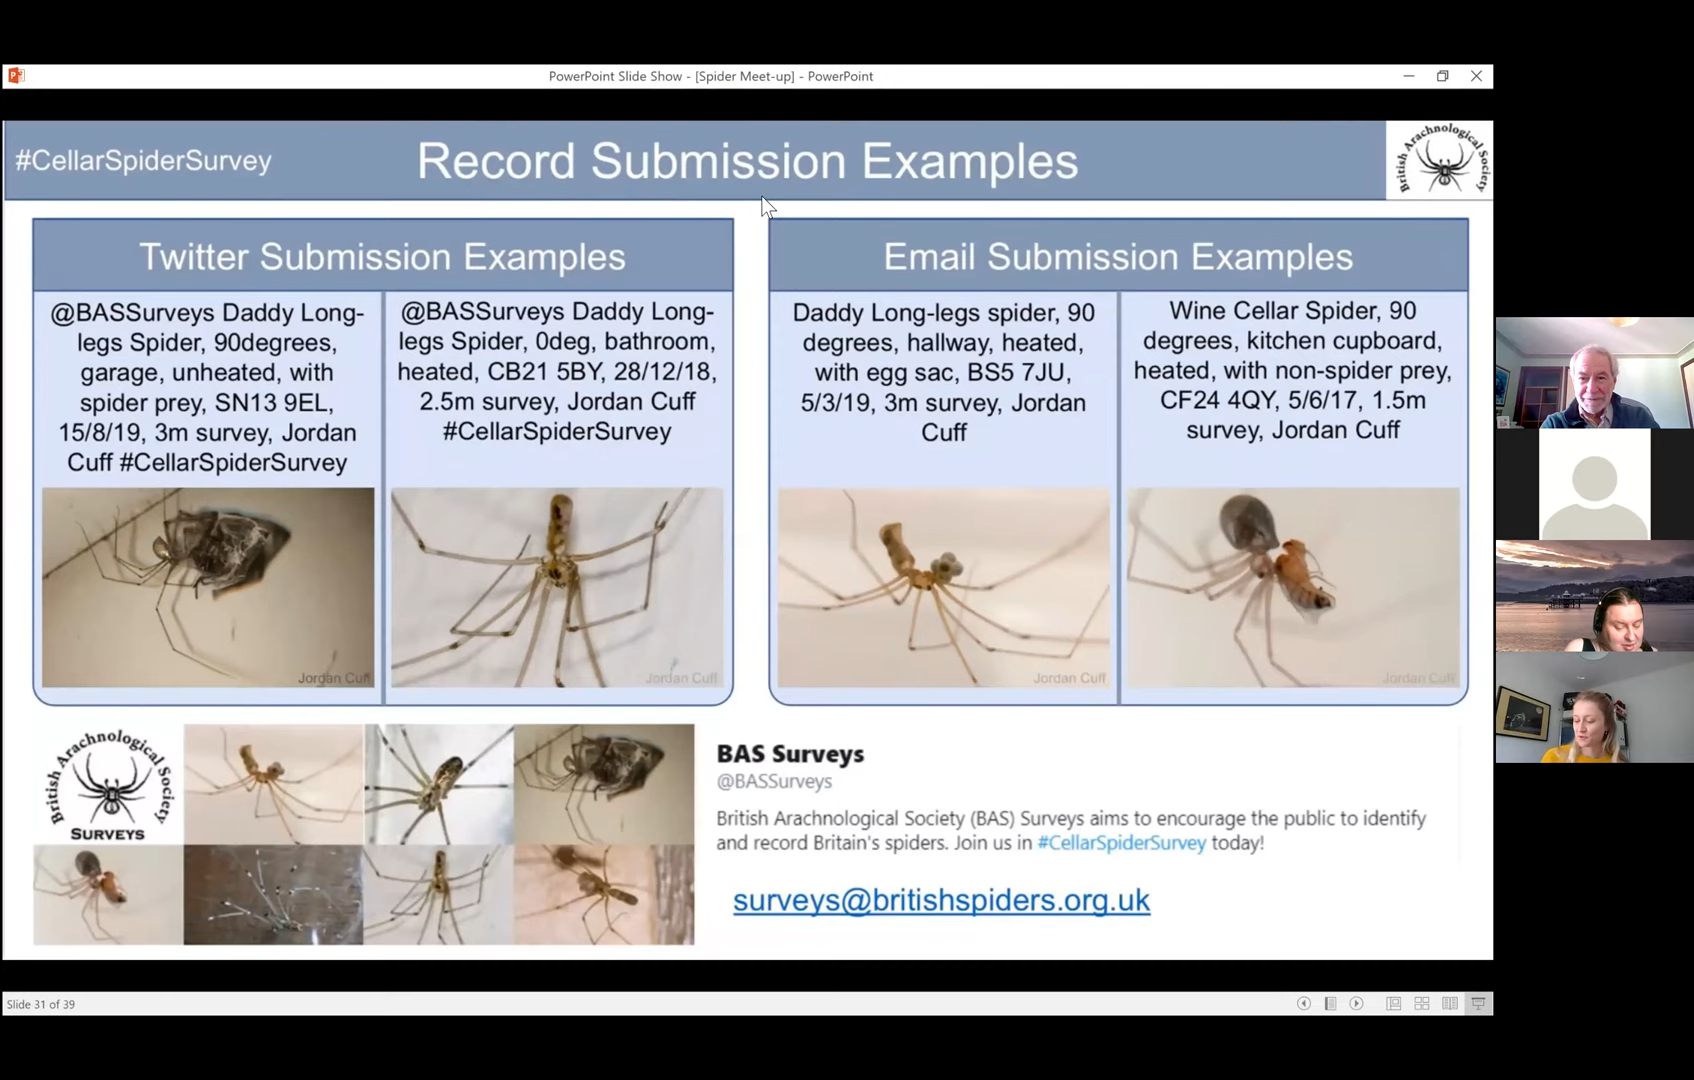 PowerPoint Slide Show - [Spider Meet-up] - PowerPoint
#CellarSpiderSurvey
Record Submission Examples
British Arachnological Society
Twitter Submission Examples
@BASSurveys Daddy Long-
legs Spider, 90degrees,
garage, unheated, with
spider prey, SN13 9EL,
15/8/19, 3m survey, Jordan
Cuff #CellarSpiderSurvey
Jordan Cuff
@BASSurveys Daddy Long-
legs Spider, 0deg, bathroom,
heated, CB21 5BY, 28/12/18,
2.5m survey, Jordan Cuff
#CellarSpiderSurvey
Jordan Cuff
Email Submission Examples
Daddy Long-legs spider, 90
degrees, hallway, heated,
with egg sac, BS5 7JU,
5/3/19, 3m survey, Jordan
Cuff
Jordan Cuff
Wine Cellar Spider, 90
degrees, kitchen cupboard,
heated, with non-spider prey,
CF24 4QY, 5/6/17, 1.5m
survey, Jordan Cuff
Jordan Cuff
British Arachnological Society
SURVEYS
BAS Surveys
@BASSurveys
British Arachnological Society (BAS) Surveys aims to encourage the public to identify
and record Britain's spiders. Join us in #CellarSpiderSurvey today!
surveys@britishspiders.org.uk
Slide 31 of 39